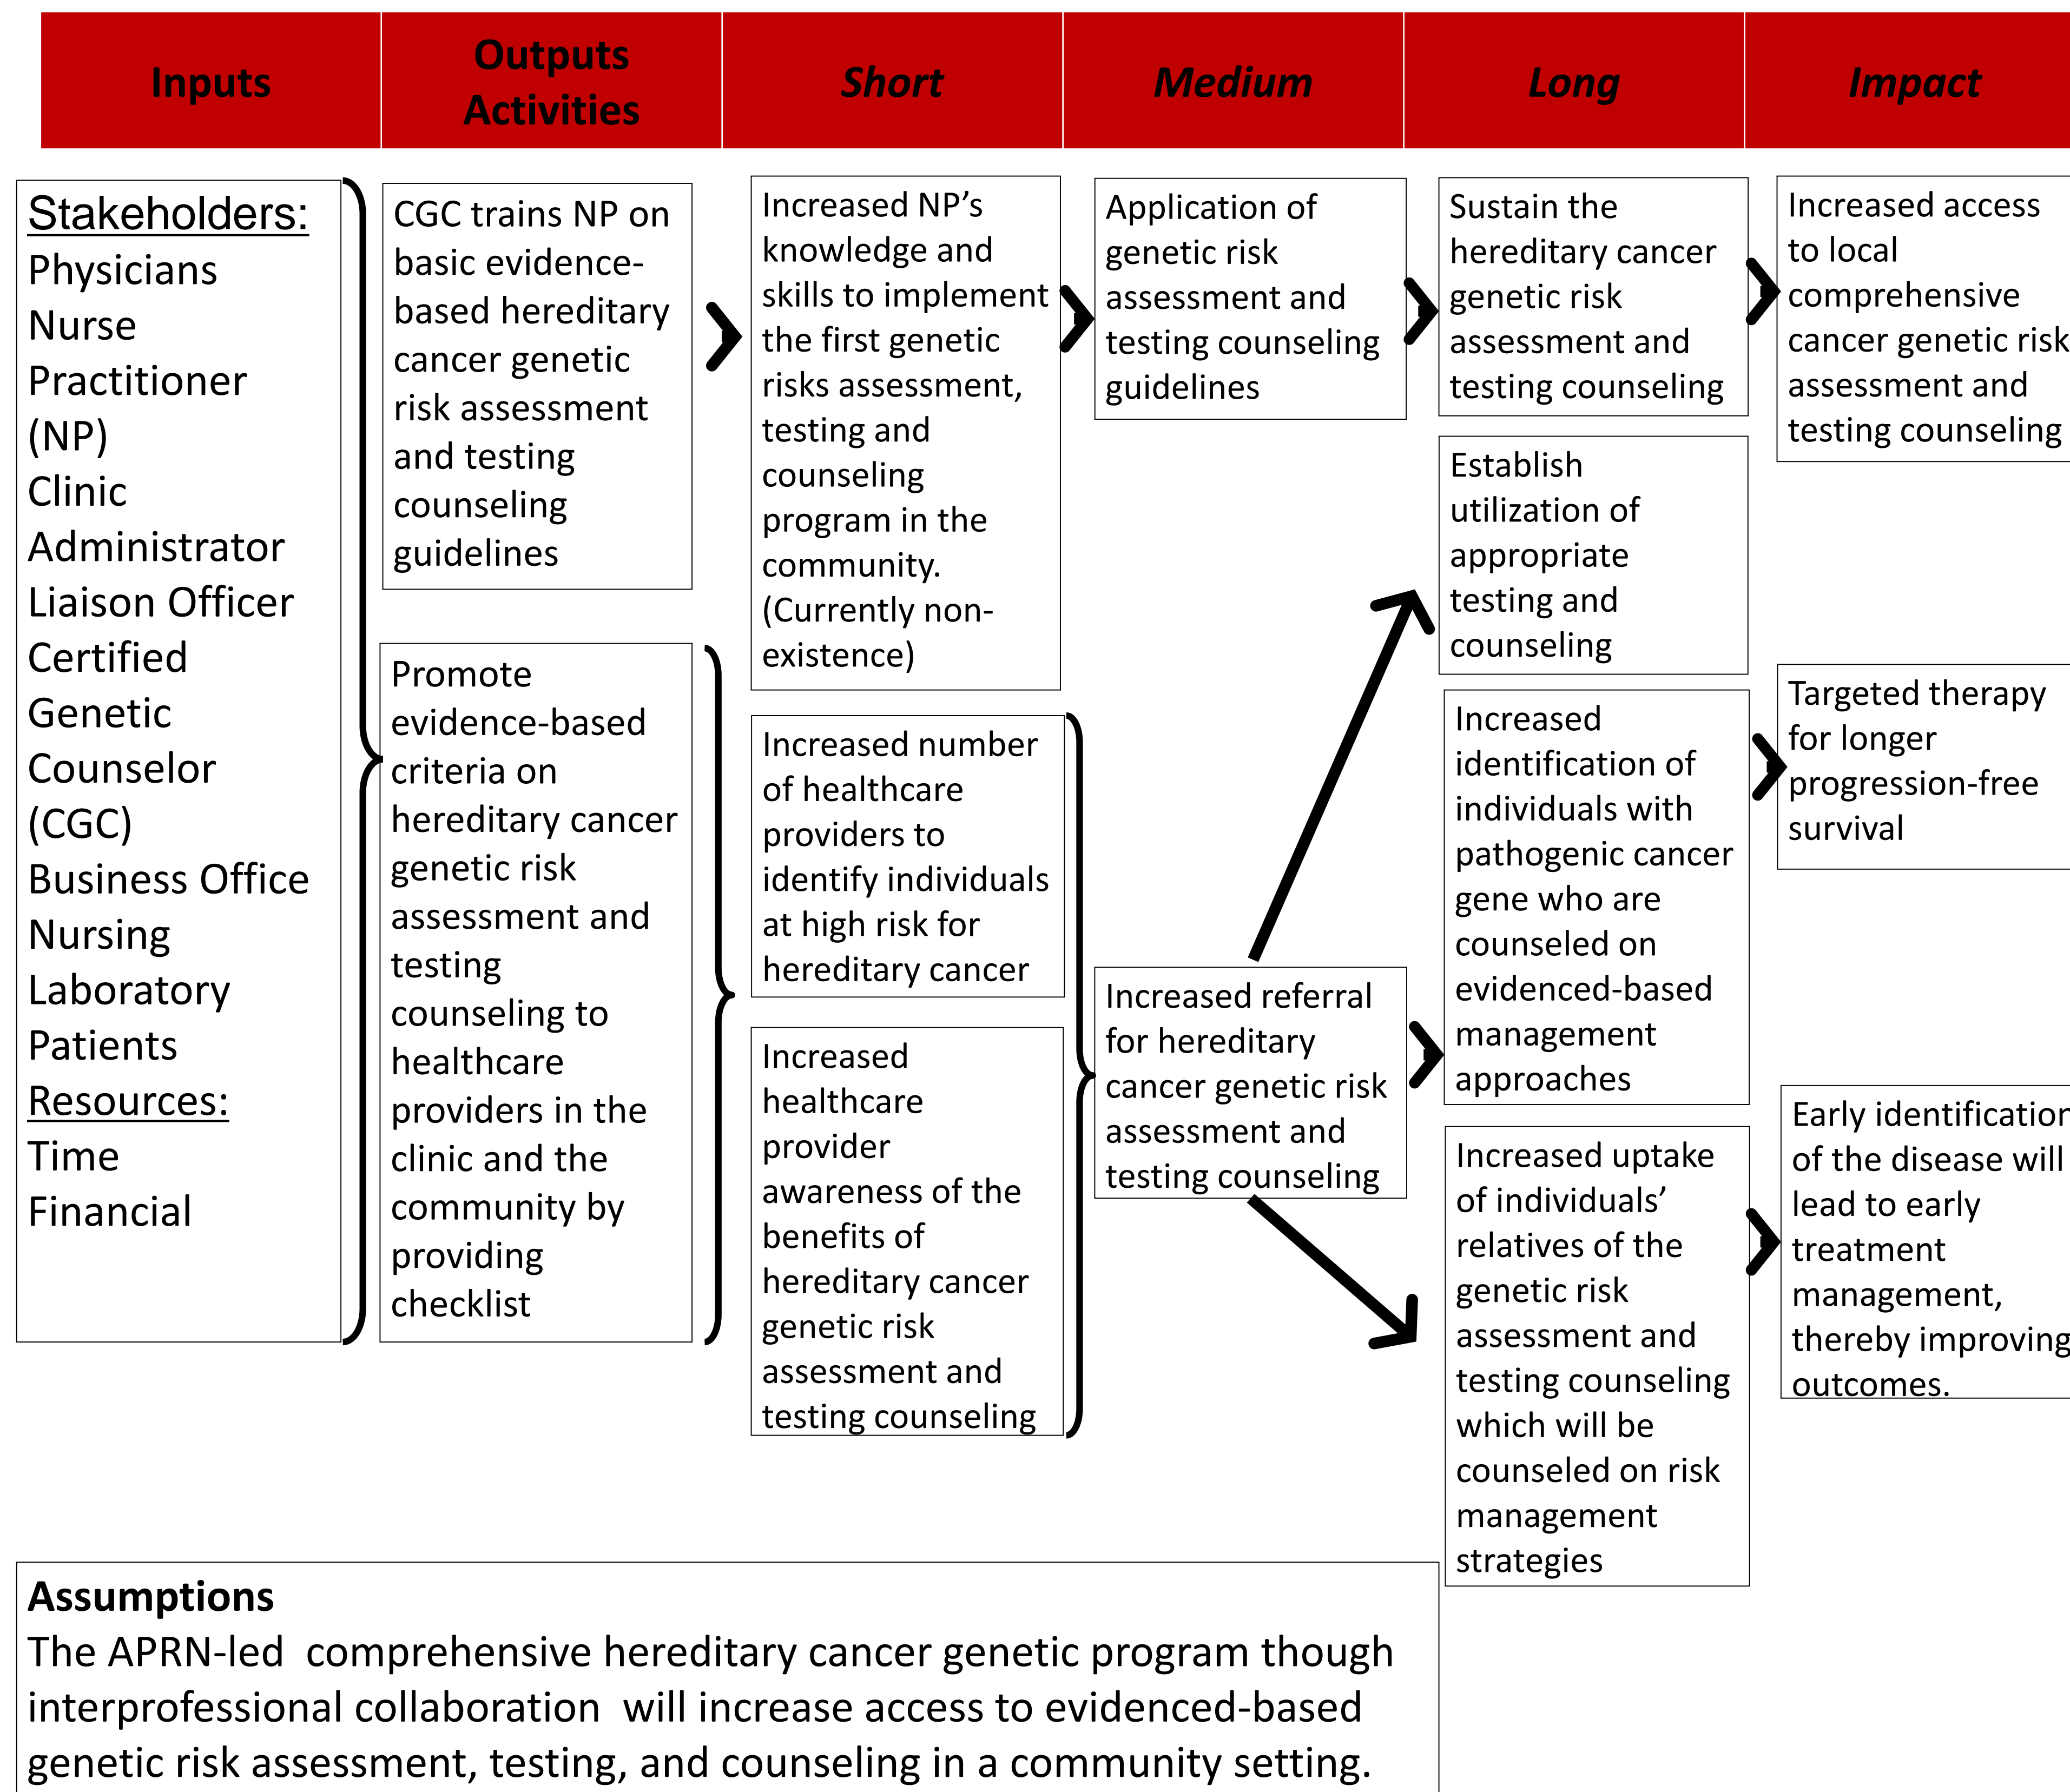 Inputs
Outputs
Activities
Short
Medium
Long
Impact
Stakeholders:
Physicians
Nurse
Practitioner
(NP)
Clinic
Administrator
Liaison Officer
Certified
Genetic
Counselor
(CGC)
Business Office
Nursing
Laboratory
Patients
Resources:
Time
Financial
CGC trains NP on
basic evidence-
based hereditary
cancer genetic
risk assessment
and testing
counseling
guidelines
Promote
evidence-based
criteria on
hereditary cancer
genetic risk
assessment and
testing
counseling to
healthcare
providers in the
clinic and the
community by
providing
checklist
Increased NP’s
knowledge and
skills to implement
the first genetic
risks assessment,
testing and
counseling
program in the
community.
(Currently non-
existence)
Increased number
of healthcare
providers to
identify individuals
at high risk for
hereditary cancer
Increased
healthcare
provider
awareness of the
benefits of
hereditary cancer
genetic risk
assessment and
testing counseling
Application of
genetic risk
assessment and
testing counseling
guidelines
Increased referral
for hereditary
cancer genetic risk
assessment and
testing counseling
Sustain the
hereditary cancer
genetic risk
assessment and
testing counseling
Establish
utilization of
appropriate
testing and
counseling
Increased
identification of
individuals with
pathogenic cancer
gene who are
counseled on
evidenced-based
management
approaches
Increased uptake
of individuals’
relatives of the
genetic risk
assessment and
testing counseling
which will be
counseled on risk
management
strategies
Increased access
to local
comprehensive
cancer genetic risk
assessment and
testing counseling
Targeted therapy
for longer
progression-free
survival
Early identification
of the disease will
lead to early
treatment
management,
thereby improving
outcomes.
Assumptions
The APRN-led comprehensive hereditary cancer genetic program though
interprofessional collaboration will increase access to evidenced-based
genetic risk assessment, testing, and counseling in a community setting.